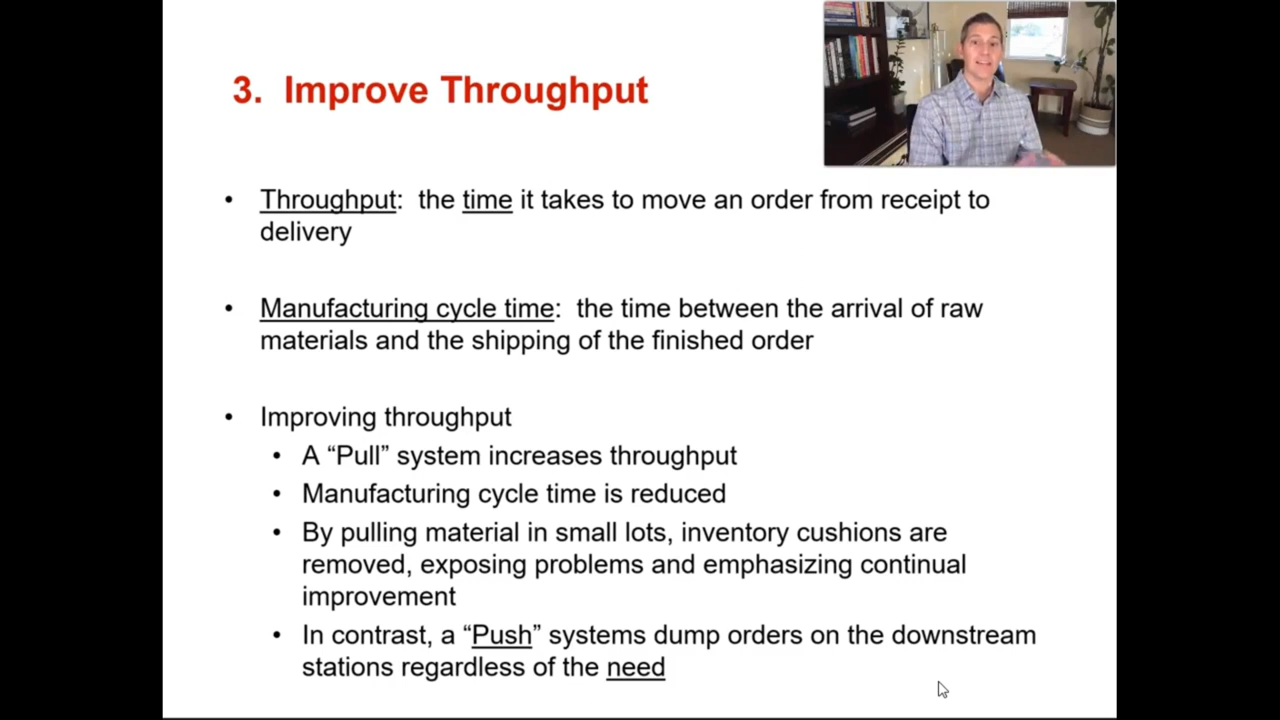 3. Improve Throughput
• Throughput: the time it takes to move an order from receipt to
delivery
• Manufacturing cycle time: the time between the arrival of raw
materials and the shipping of the finished order
• Improving throughput
• A “Pull” system increases throughput
• Manufacturing cycle time is reduced
• By pulling material in small lots, inventory cushions are
removed, exposing problems and emphasizing continual
improvement
• In contrast, a “Push” systems dump orders on the downstream
stations regardless of the need